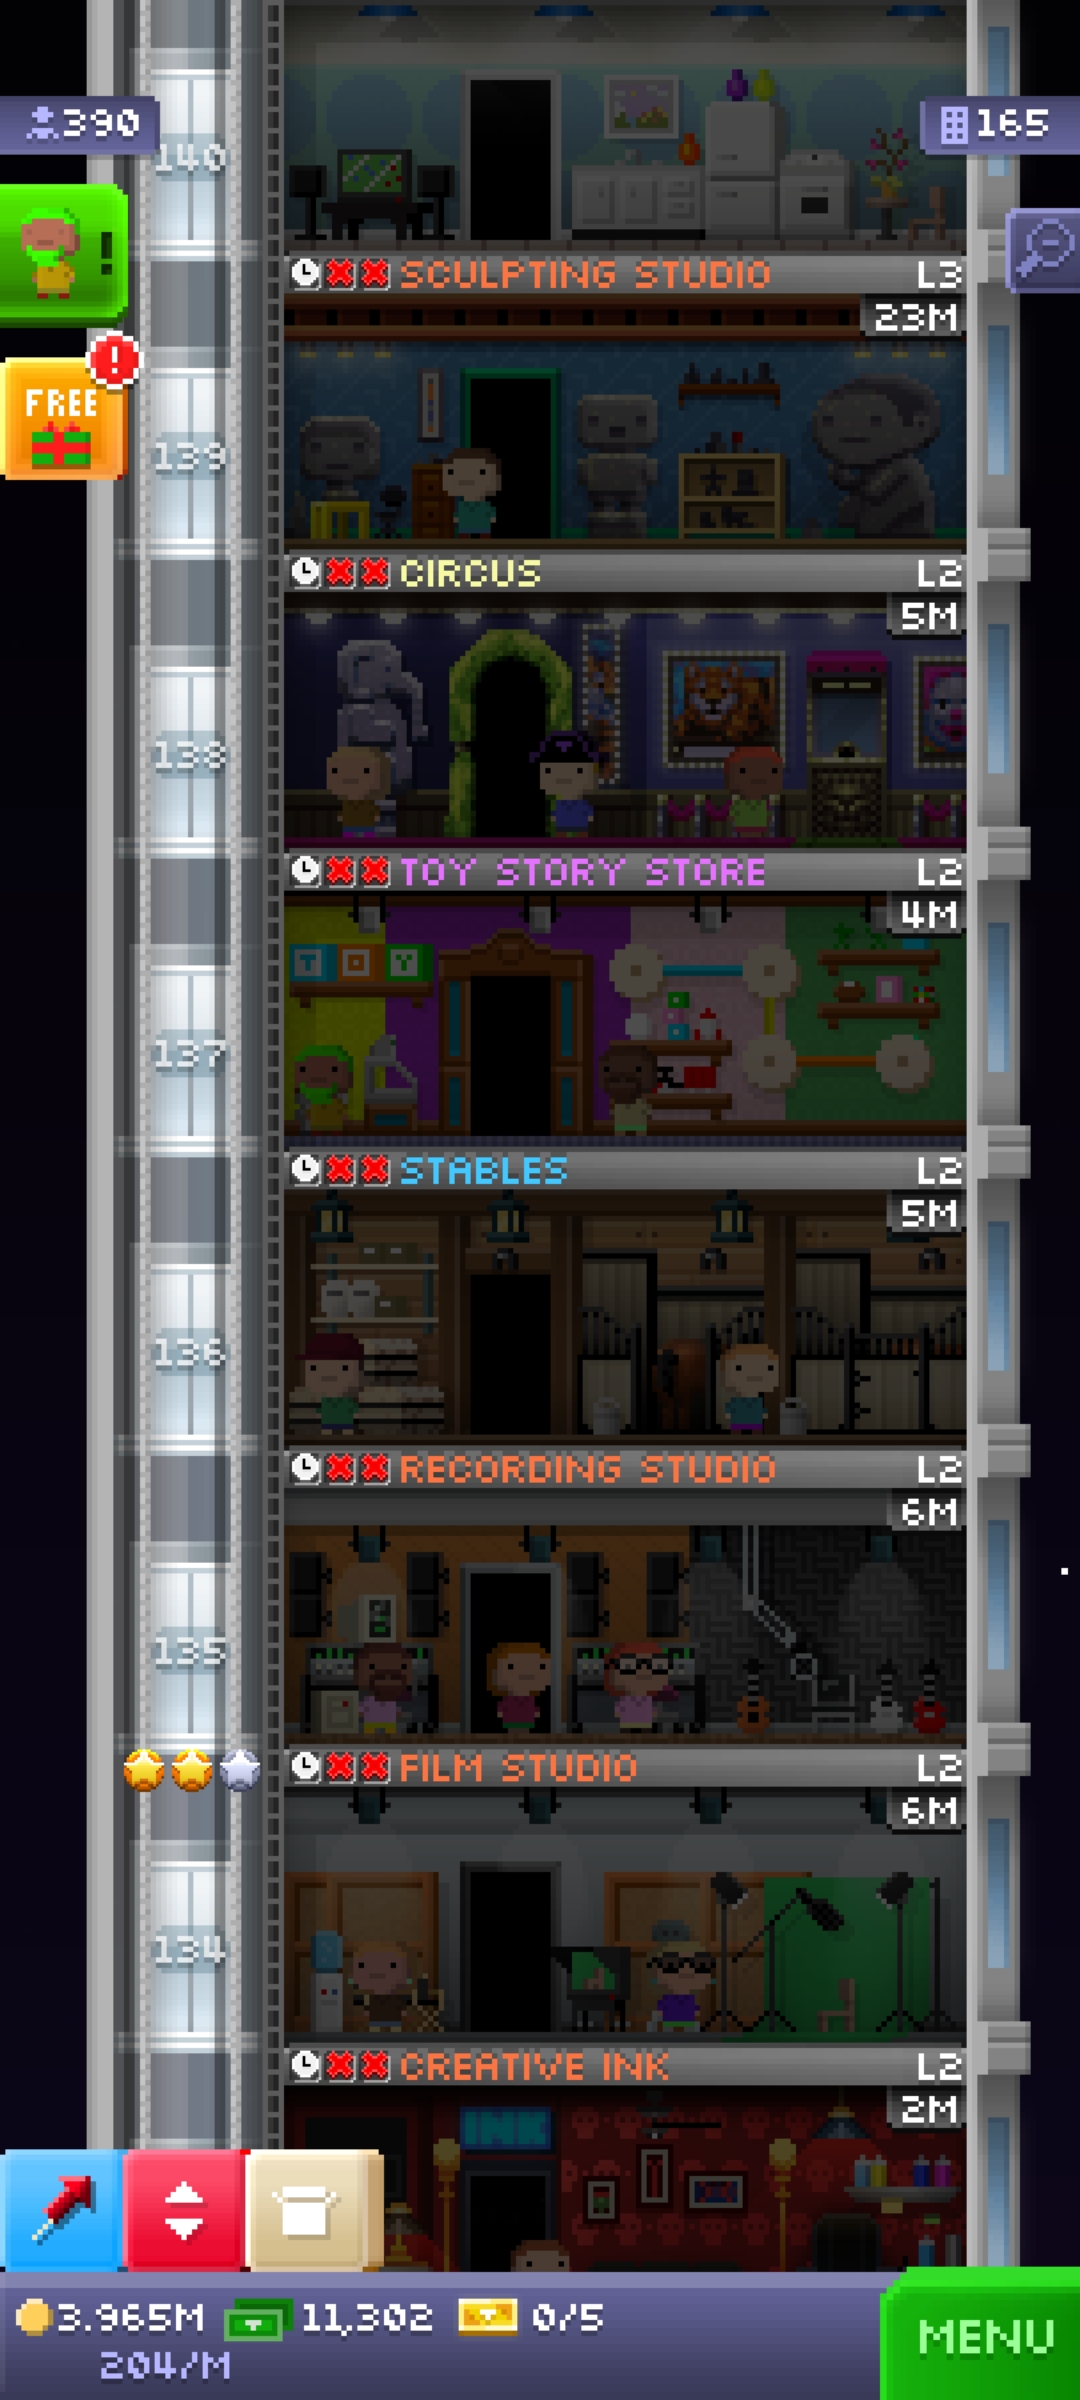 390
165
140
!
SCULPTING STUDIO L3
23M
!
FREE
139
CIRCUS L2
5M
138
TOY STORY STORE L2
4M
T O Y
137
STABLES L2
5M
136
RECORDING STUDIO L2
6M
135
FILM STUDIO L2
6M
134
CREATIVE INK L2
2M
INK
3.965M 11,302 0/5
204/M
MENU